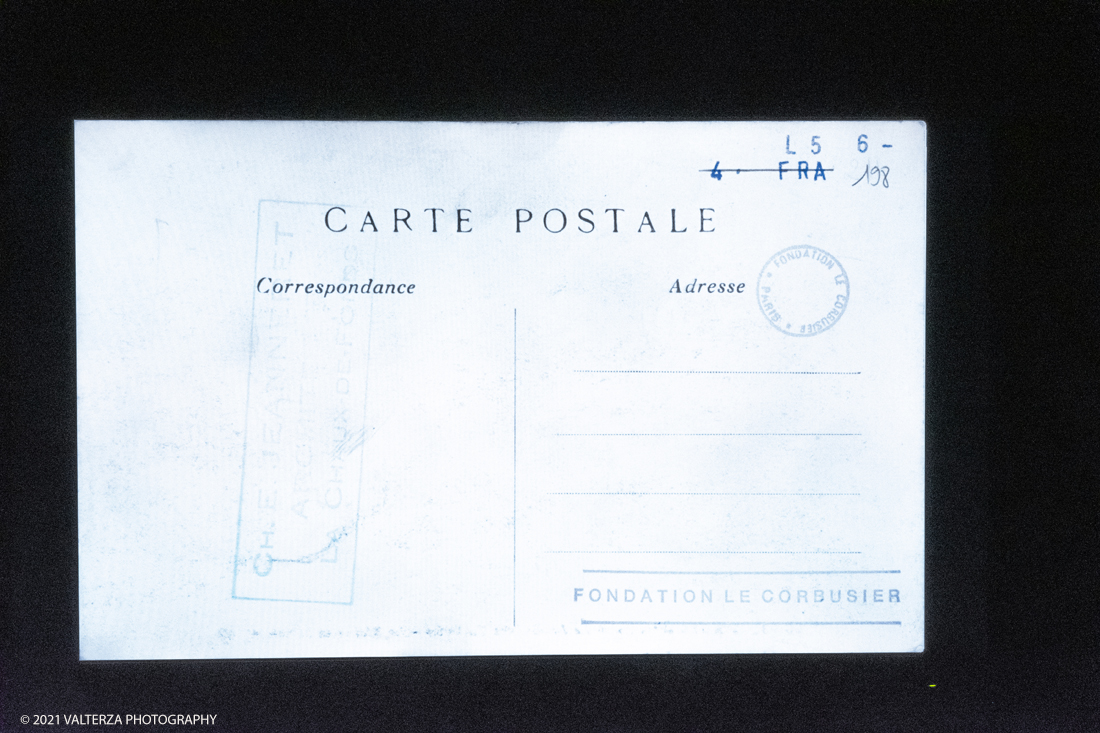 L 5 6 -
4 · FRA 198
CARTE POSTALE
Correspondance
Adresse
* FONDATION LE CORBUSIER * PARIS
CH. E. JEANNERET
ARCHITECTE
LA CHAUX DE FONDS
FONDATION LE CORBUSIER
© 2021 VALTERZA PHOTOGRAPHY